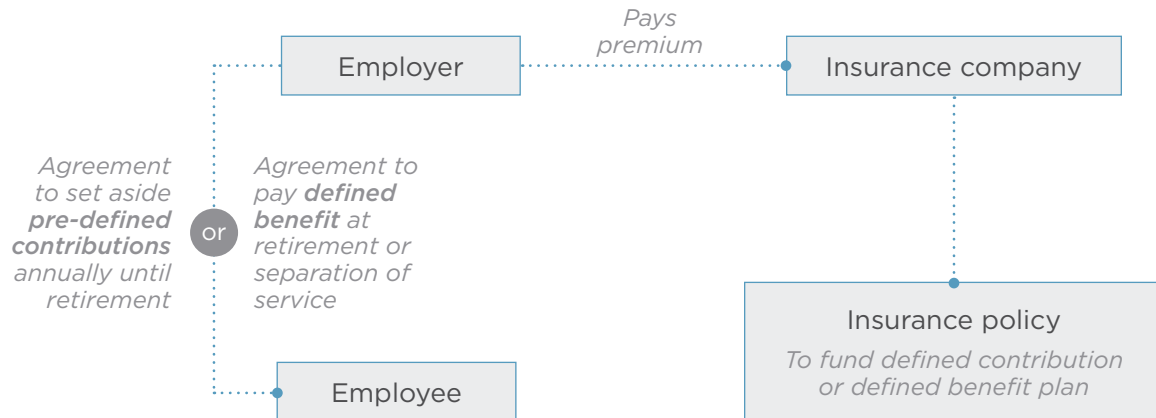 Pays
premium
Employer
Insurance company
Agreement
to set aside
pre-defined
contributions
annually until
retirement
or
Agreement to
pay defined
benefit at
retirement or
separation of
service
Insurance policy
To fund defined contribution
or defined benefit plan
Employee